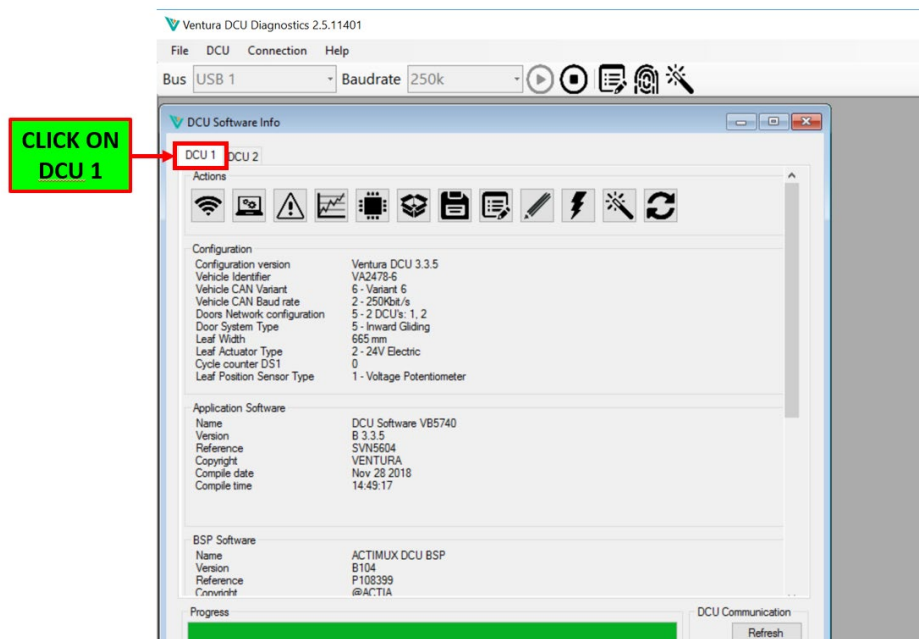 Ventura DCU Diagnostics 2.5.11401
File DCU Connection Help
Bus USB 1 Baudrate 250k
DCU Software Info
CLICK ON
DCU 1
DCU 1 DCU 2
Actions
Configuration
Configuration version Ventura DCU 3.3.5
Vehicle Identifier VA2478-6
Vehicle CAN Variant 6 - Variant 6
Vehicle CAN Baud rate 2 - 250Kbit/s
Doors Network configuration 5 - 2 DCU's: 1, 2
Door System Type 5 - Inward Gliding
Leaf Width 665 mm
Leaf Actuator Type 2 - 24V Electric
Cycle counter DS1 0
Leaf Position Sensor Type 1 - Voltage Potentiometer
Application Software
Name DCU Software VB5740
Version B 3.3.5
Reference SVN5604
Copyright VENTURA
Compile date Nov 28 2018
Compile time 14:49:17
BSP Software
Name ACTIMUX DCU BSP
Version B104
Reference P108399
Copyright @ACTIA
Progress DCU Communication
Refresh